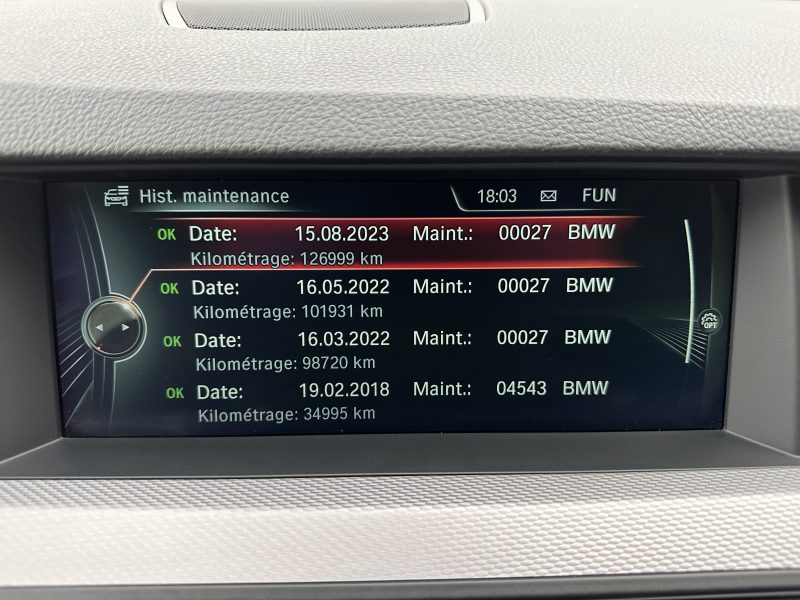 Hist. maintenance 18:03 FUN
OK Date: 15.08.2023 Maint.: 00027 BMW
Kilométrage: 126999 km
OK Date: 16.05.2022 Maint.: 00027 BMW
Kilométrage: 101931 km
OK Date: 16.03.2022 Maint.: 00027 BMW
Kilométrage: 98720 km
OK Date: 19.02.2018 Maint.: 04543 BMW
Kilométrage: 34995 km
OPT